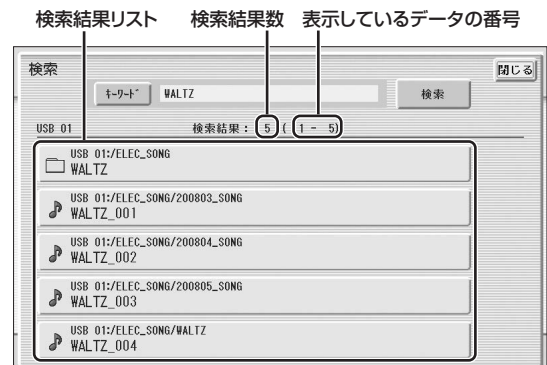 検索結果リスト 検索結果数 表示しているデータの番号
検索 閉じる
ｷｰﾜｰﾄﾞ WALTZ 検索
USB 01 検索結果： 5 ( 1 - 5)
USB 01:/ELEC_SONG
WALTZ
USB 01:/ELEC_SONG/200803_SONG
WALTZ_001
USB 01:/ELEC_SONG/200804_SONG
WALTZ_002
USB 01:/ELEC_SONG/200805_SONG
WALTZ_003
USB 01:/ELEC_SONG/WALTZ
WALTZ_004